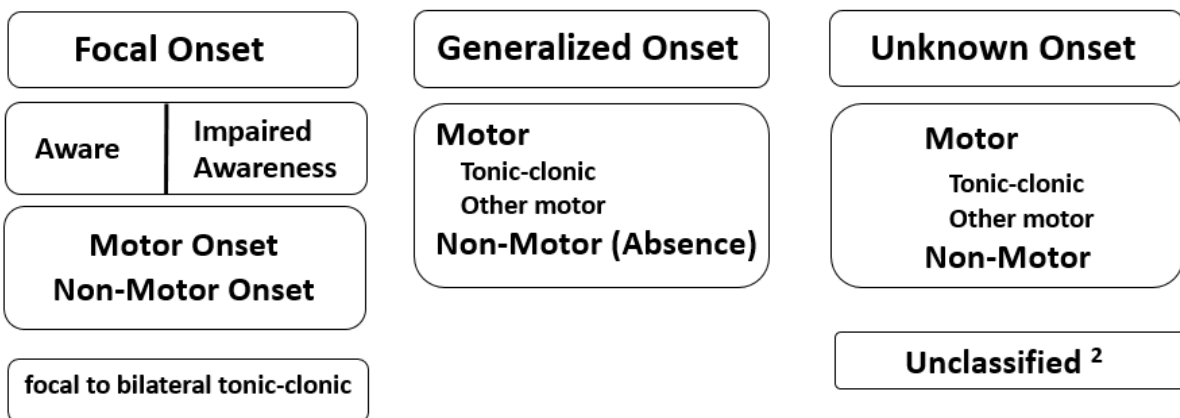 Focal Onset
Aware
Impaired
Awareness
Motor Onset
Non-Motor Onset
focal to bilateral tonic-clonic
Generalized Onset
Motor
Tonic-clonic
Other motor
Non-Motor (Absence)
Unknown Onset
Motor
Tonic-clonic
Other motor
Non-Motor
Unclassified ²